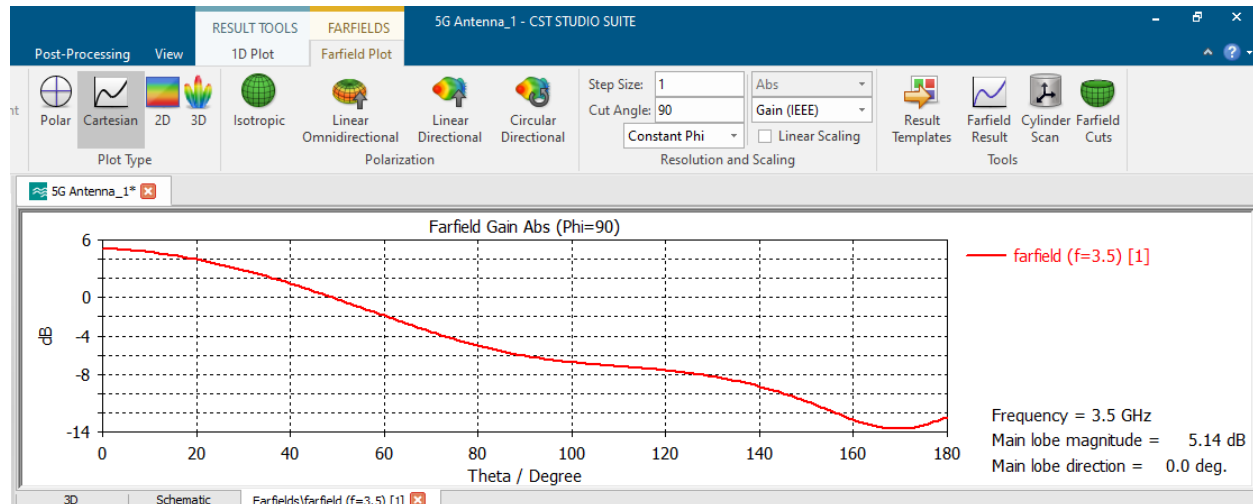 RESULT TOOLS FARFIELDS 5G Antenna_1 - CST STUDIO SUITE
Post-Processing View 1D Plot Farfield Plot
Polar Cartesian 2D 3D Isotropic Linear Omnidirectional Linear Directional Circular Directional
Step Size: 1 Abs
Cut Angle: 90 Gain (IEEE)
Constant Phi Linear Scaling
Result Templates Farfield Result Cylinder Scan Farfield Cuts
Plot Type Polarization Resolution and Scaling Tools
5G Antenna_1*
Farfield Gain Abs (Phi=90)
6
0
-4
-8
-14
dB
0 20 40 60 80 100 120 140 160 180
Theta / Degree
farfield (f=3.5) [1]
Frequency = 3.5 GHz
Main lobe magnitude = 5.14 dB
Main lobe direction = 0.0 deg.
3D Schematic Farfields\farfield (f=3.5) [1]